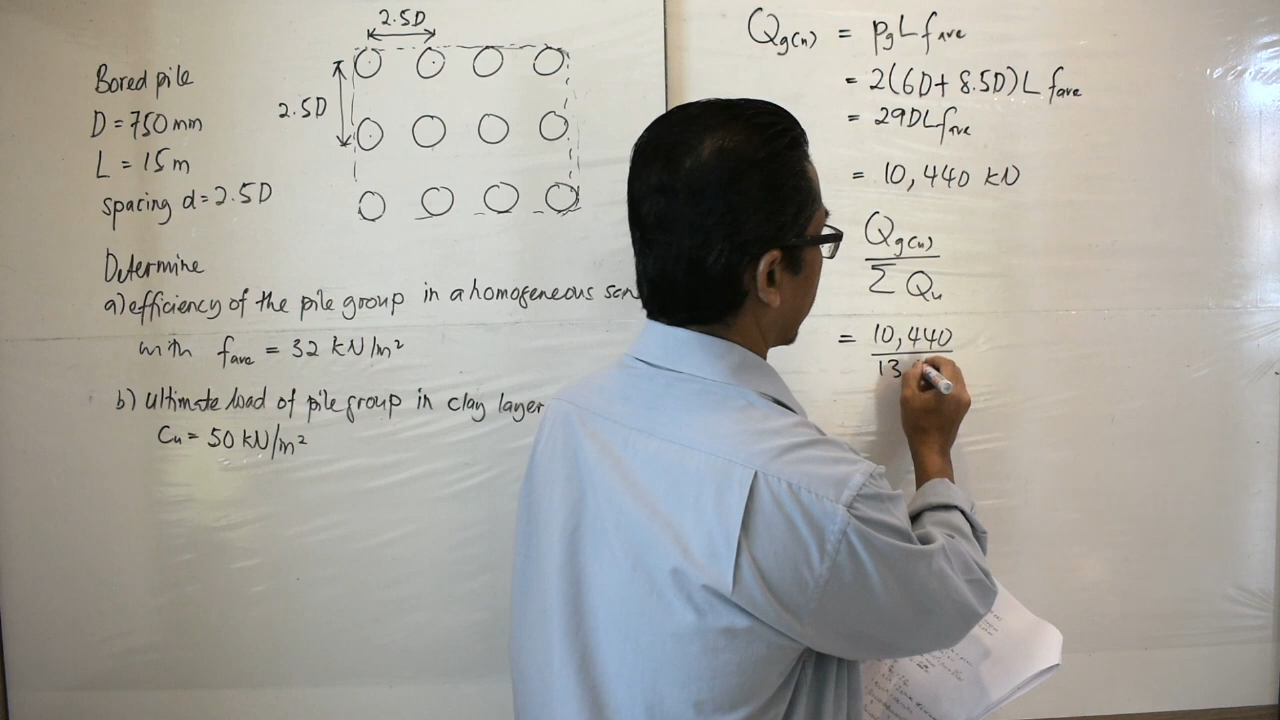 2.5D
2.5D
Bored pile
D = 750 mm
L = 15 m
spacing d = 2.5D
Determine
a) efficiency of the pile group in a homogeneous
with fave = 32 kN/m²
b) ultimate load of pile group in clay layer
Cu = 50 kN/m²
Qg(u) = pg L fave
= 2(6D + 8.5D) L fave
= 29DL fave
= 10,440 kN
Qg(u)
Σ Qu
= 10,440
13